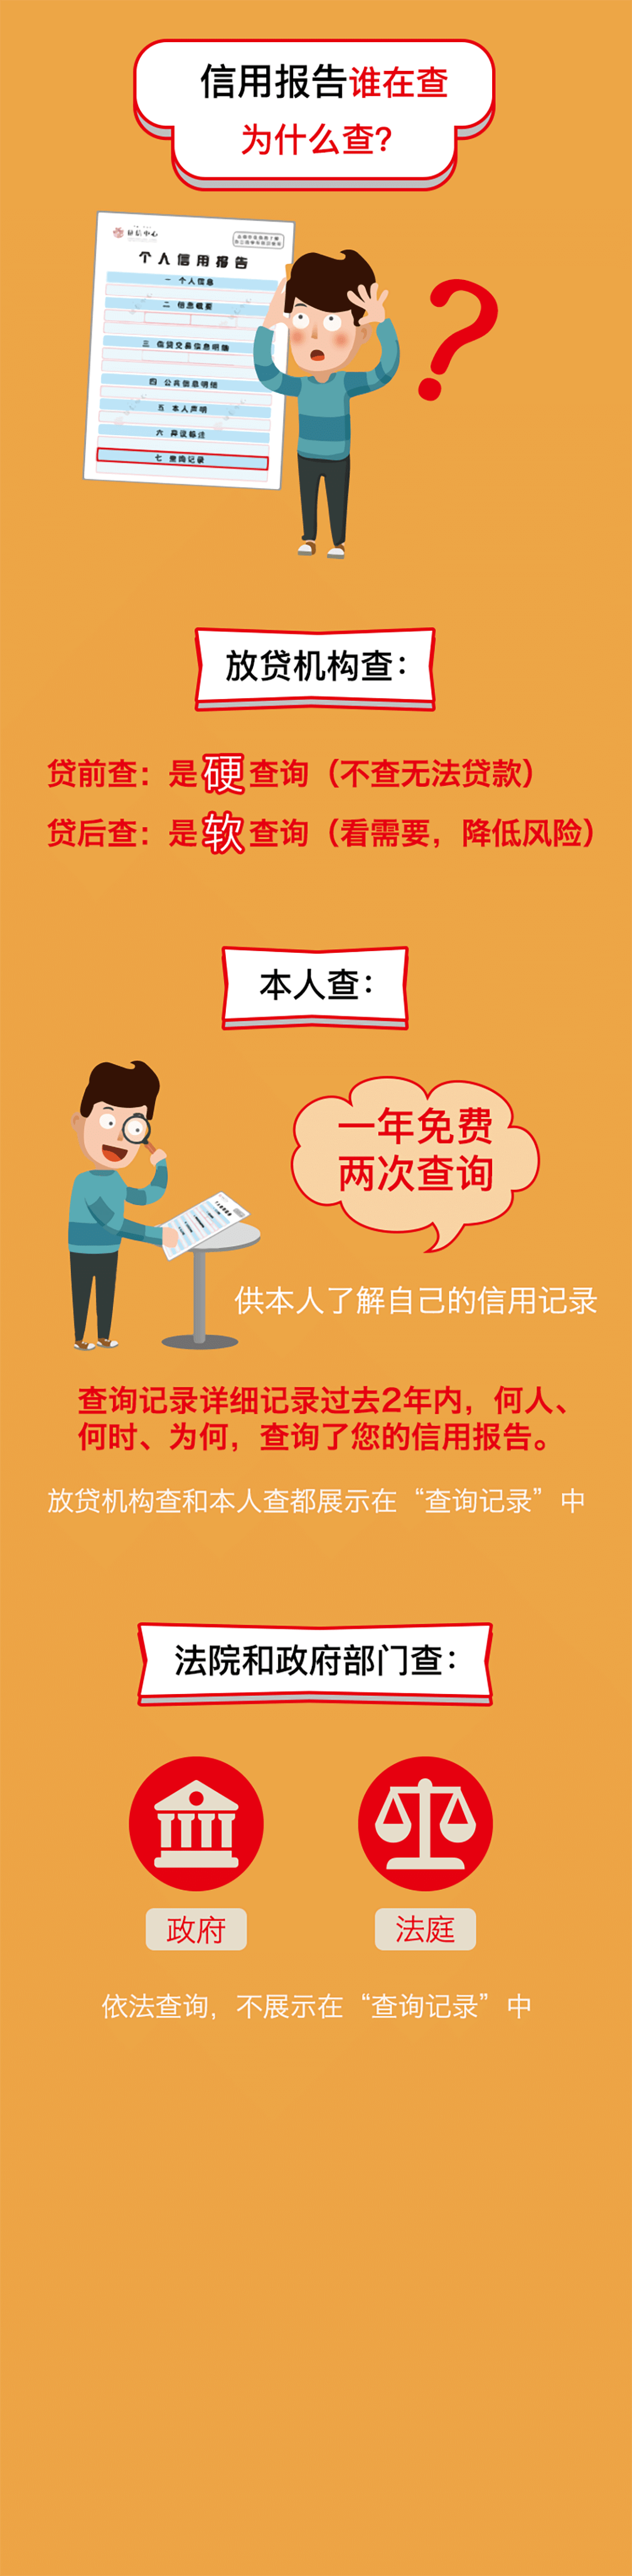 信用报告谁在查
为什么查?
征信中心
个人信用报告
一 个人信息
二 信息概要
三 信贷交易信息明细
四 公共信息明细
五 本人声明
六 异议标注
七 查询记录
放贷机构查：
贷前查：是硬查询（不查无法贷款）
贷后查：是软查询（看需要，降低风险）
本人查：
一年免费
两次查询
供本人了解自己的信用记录
查询记录详细记录过去2年内，何人、
何时、为何，查询了您的信用报告。
放贷机构查和本人查都展示在“查询记录”中
法院和政府部门查：
政府
法庭
依法查询，不展示在“查询记录”中